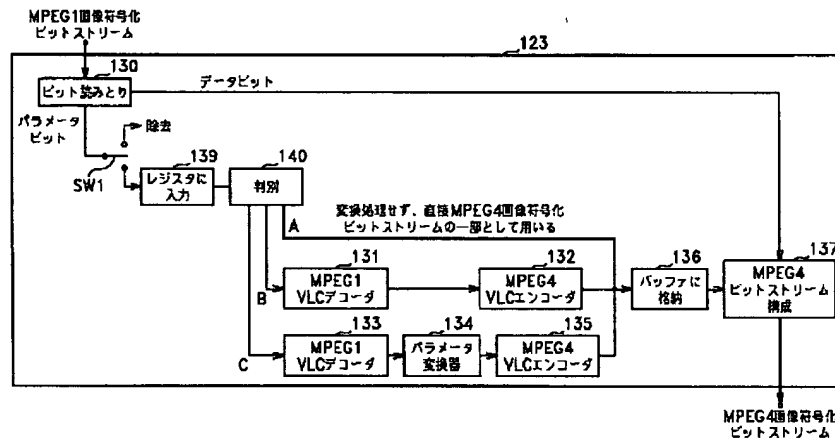 MPEG1画像符号化
ビットストリーム
123
130
ビット読みとり
データビット
パラメータ
ビット
除去
SW1
139
レジスタに
入力
140
判別
A
変換処理せず、直接MPEG4画像符号化
ビットストリームの一部として用いる
131
MPEG1
VLCデコーダ
132
MPEG4
VLCエンコーダ
B
136
バッファに
格納
137
MPEG4
ビットストリーム
構成
133
MPEG1
VLCデコーダ
134
パラメータ
変換器
135
MPEG4
VLCエンコーダ
C
MPEG4画像符号化
ビットストリーム